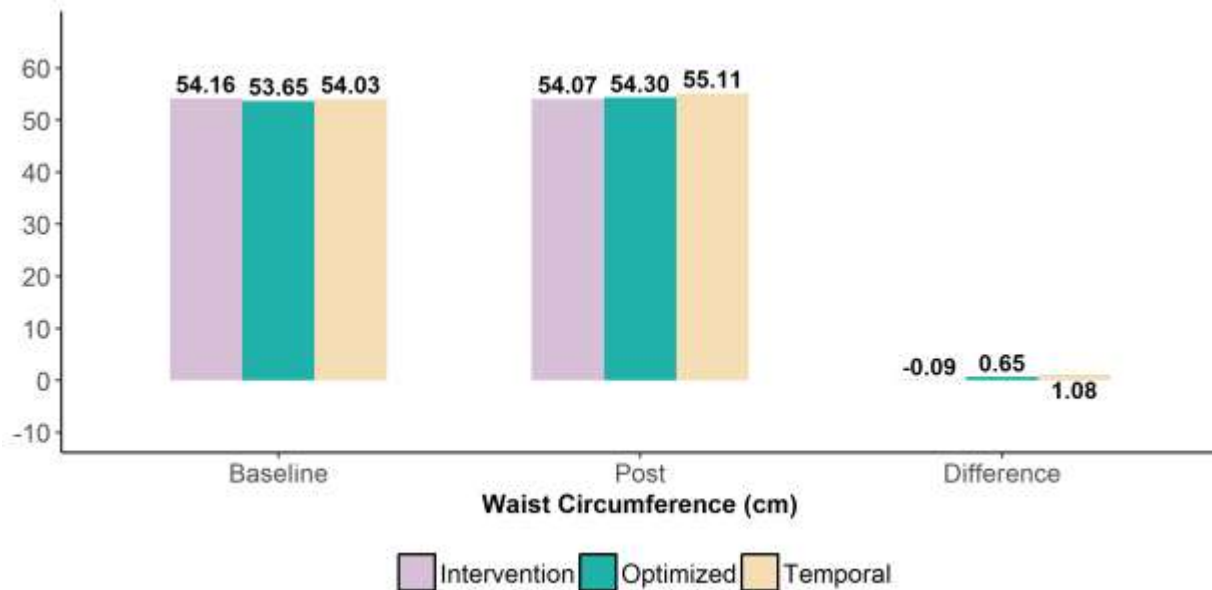 60
54.16 53.65 54.03
54.07 54.30 55.11
50
40
30
20
10
0
-10
-0.09 0.65
1.08
Baseline Post Difference
Waist Circumference (cm)
Intervention Optimized Temporal